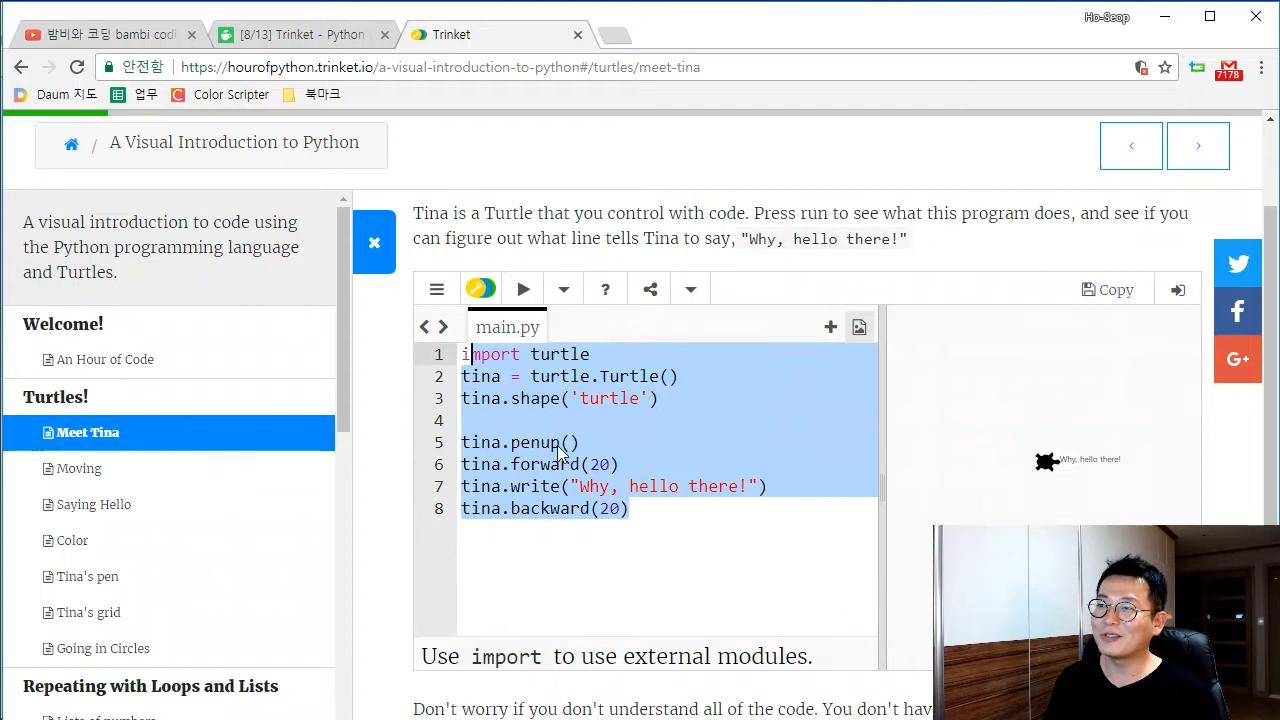 Ho-Seop
밤비와 코딩 bambi codi
[8/13] Trinket - Python
Trinket
안전함 https://hourofpython.trinket.io/a-visual-introduction-to-python#/turtles/meet-tina
7178
Daum 지도
업무
Color Scripter
북마크
/ A Visual Introduction to Python
A visual introduction to code using
the Python programming language
and Turtles.
Welcome!
An Hour of Code
Turtles!
Meet Tina
Moving
Saying Hello
Color
Tina's pen
Tina's grid
Going in Circles
Repeating with Loops and Lists
Lists of numbers
Tina is a Turtle that you control with code. Press run to see what this program does, and see if you
can figure out what line tells Tina to say, "Why, hello there!"
Copy
main.py
1 import turtle
2 tina = turtle.Turtle()
3 tina.shape('turtle')
4
5 tina.penup()
6 tina.forward(20)
7 tina.write("Why, hello there!")
8 tina.backward(20)
Why, hello there!
Use import to use external modules.
Don't worry if you don't understand all of the code. You don't hav